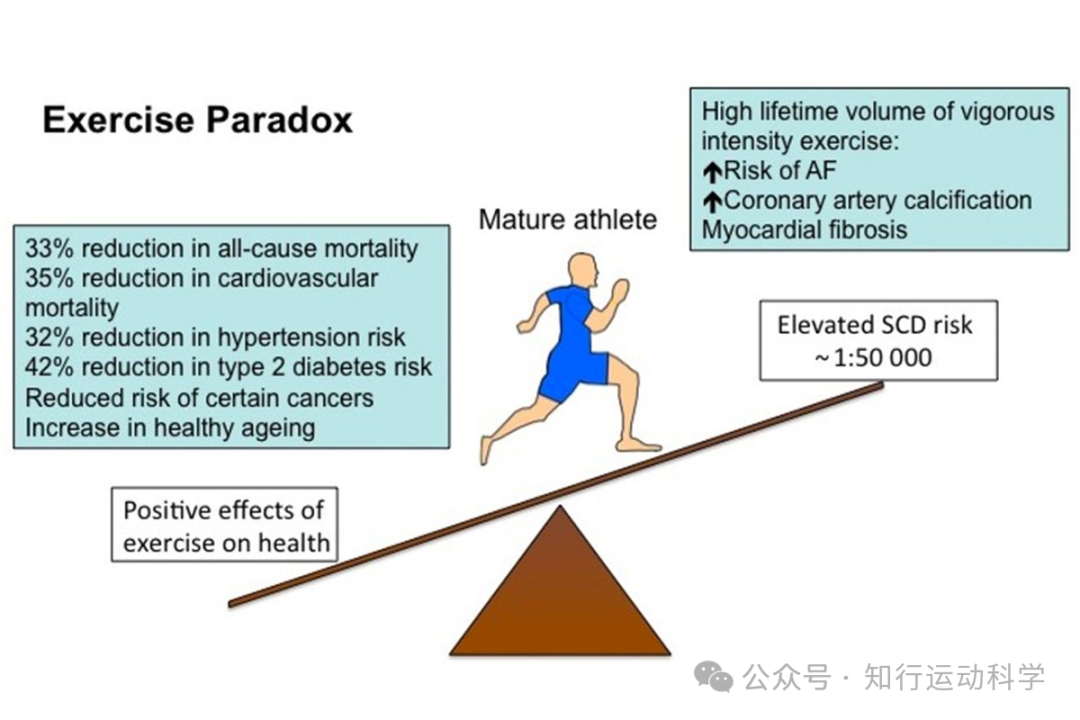 Exercise Paradox
High lifetime volume of vigorous
intensity exercise:
↑Risk of AF
↑Coronary artery calcification
Myocardial fibrosis
Mature athlete
33% reduction in all-cause mortality
35% reduction in cardiovascular
mortality
32% reduction in hypertension risk
42% reduction in type 2 diabetes risk
Reduced risk of certain cancers
Increase in healthy ageing
Elevated SCD risk
~ 1:50 000
Positive effects of
exercise on health
公众号 · 知行运动科学